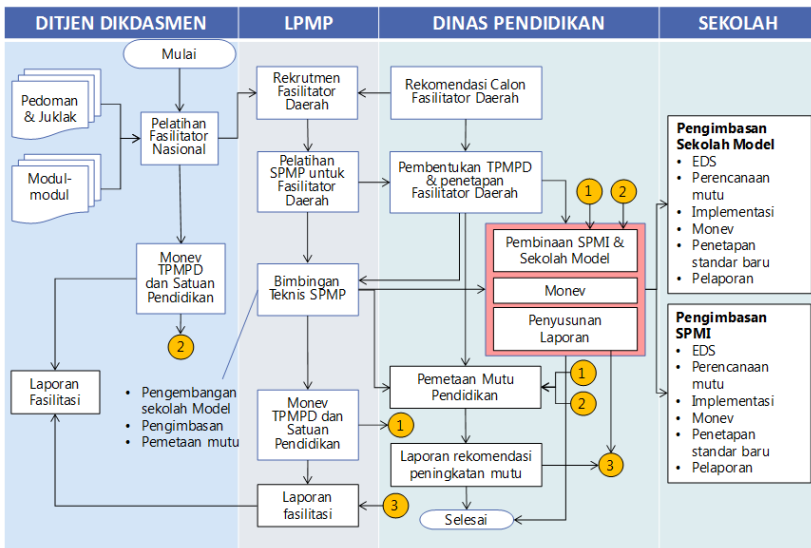 DITJEN DIKDASMEN
LPMP
DINAS PENDIDIKAN
SEKOLAH
Mulai
Pedoman
& Juklak
Modul-
modul
Pelatihan
Fasilitator
Nasional
Monev
TPMPD
dan Satuan
Pendidikan
2
Laporan
Fasilitasi
• Pengembangan
sekolah Model
• Pengimbasan
• Pemetaan mutu
Rekrutmen
Fasilitator
Daerah
Pelatihan
SPMP untuk
Fasilitator
Daerah
Bimbingan
Teknis SPMP
Monev
TPMPD dan
Satuan
Pendidikan
1
Laporan
fasilitasi
3
Rekomendasi Calon
Fasilitator Daerah
Pembentukan TPMPD
& penetapan
Fasilitator Daerah
1
2
Pembinaan SPMI &
Sekolah Model
Monev
Penyusunan
Laporan
Pemetaan Mutu
Pendidikan
1
2
Laporan rekomendasi
peningkatan mutu
3
Selesai
Pengimbasan
Sekolah Model
• EDS
• Perencanaan
mutu
• Implementasi
• Monev
• Penetapan
standar baru
• Pelaporan
Pengimbasan
SPMI
• EDS
• Perencanaan
mutu
• Implementasi
• Monev
• Penetapan
standar baru
• Pelaporan